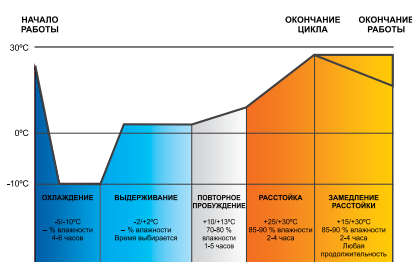 НАЧАЛО
РАБОТЫ
ОКОНЧАНИЕ
ЦИКЛА
ОКОНЧАНИЕ
РАБОТЫ
30°C
0°C
-10°C
ОХЛАЖДЕНИЕ
-5/-10°C
– % влажности
4-6 часов
ВЫДЕРЖИВАНИЕ
-2/+2°C
– % влажности
Время выбирается
ПОВТОРНОЕ
ПРОБУЖДЕНИЕ
+10/+13°C
70-80 %
влажности
1-5 часов
РАССТОЙКА
+25/+30°C
85-90 % влажности
2-4 часа
ЗАМЕДЛЕНИЕ
РАССТОЙКИ
+15/+30°C
85-90 % влажности
2-4 часа
Любая
продолжительность